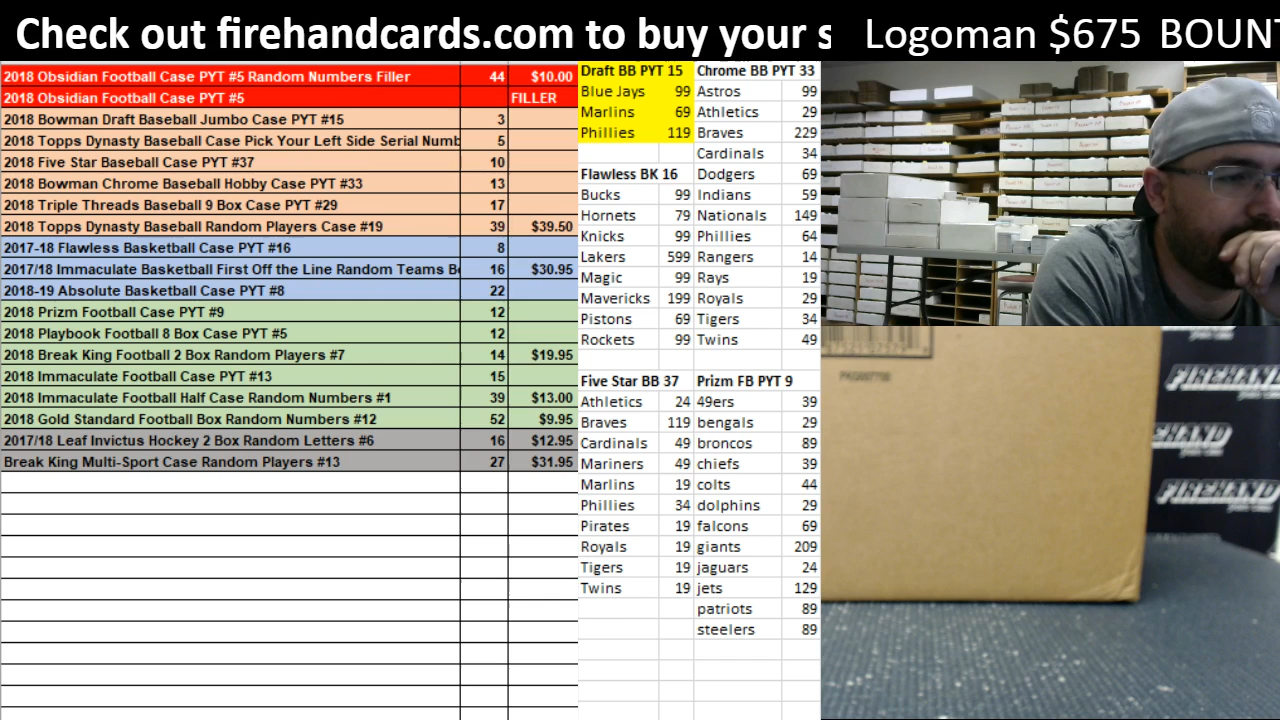 Check out firehandcards.com to buy your s
Logoman $675 BOUN
2018 Obsidian Football Case PYT #5 Random Numbers Filler 44 $10.00
2018 Obsidian Football Case PYT #5 FILLER
2018 Bowman Draft Baseball Jumbo Case PYT #15 3
2018 Topps Dynasty Baseball Case Pick Your Left Side Serial Numb 5
2018 Five Star Baseball Case PYT #37 10
2018 Bowman Chrome Baseball Hobby Case PYT #33 13
2018 Triple Threads Baseball 9 Box Case PYT #29 17
2018 Topps Dynasty Baseball Random Players Case #19 39 $39.50
2017-18 Flawless Basketball Case PYT #16 8
2017/18 Immaculate Basketball First Off the Line Random Teams B 16 $30.95
2018-19 Absolute Basketball Case PYT #8 22
2018 Prizm Football Case PYT #9 12
2018 Playbook Football 8 Box Case PYT #5 12
2018 Break King Football 2 Box Random Players #7 14 $19.95
2018 Immaculate Football Case PYT #13 15
2018 Immaculate Football Half Case Random Numbers #1 39 $13.00
2018 Gold Standard Football Box Random Numbers #12 52 $9.95
2017/18 Leaf Invictus Hockey 2 Box Random Letters #6 16 $12.95
Break King Multi-Sport Case Random Players #13 27 $31.95
Draft BB PYT 15
Blue Jays 99
Marlins 69
Phillies 119
Flawless BK 16
Bucks 99
Hornets 79
Knicks 99
Lakers 599
Magic 99
Mavericks 199
Pistons 69
Rockets 99
Five Star BB 37
Athletics 24
Braves 119
Cardinals 49
Mariners 49
Marlins 19
Phillies 34
Pirates 19
Royals 19
Tigers 19
Twins 19
Chrome BB PYT 33
Astros 99
Athletics 29
Braves 229
Cardinals 34
Dodgers 69
Indians 59
Nationals 149
Phillies 64
Rangers 14
Rays 19
Royals 29
Tigers 34
Twins 49
Prizm FB PYT 9
49ers 39
bengals 29
broncos 89
chiefs 39
colts 44
dolphins 29
falcons 69
giants 209
jaguars 24
jets 129
patriots 89
steelers 89
FIREHAND
FIREHAND
FIREHAND